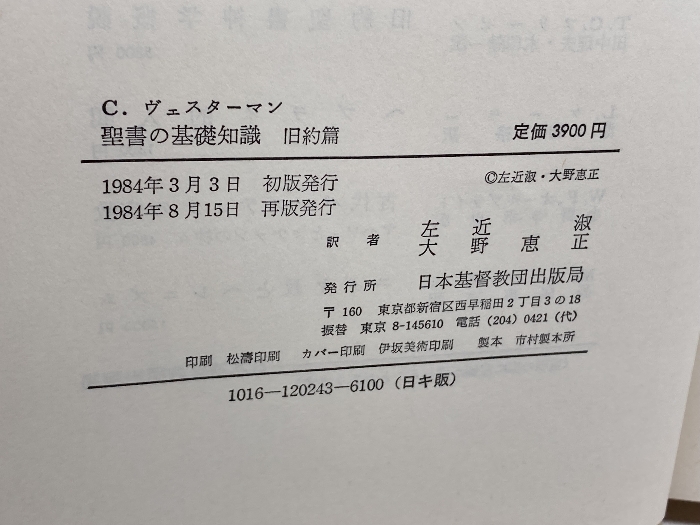 C. ヴェスターマン
聖書の基礎知識 旧約篇 定価3900円
1984年3月3日 初版発行 ©左近淑・大野恵正
1984年8月15日 再版発行
訳者 左近淑
大野恵正
発行所 日本基督教団出版局
〒160 東京都新宿区西早稲田2丁目3の18
振替 東京8-145610 電話(204)0421(代)
印刷 松濤印刷 カバー印刷 伊坂美術印刷 製本 市村製本所
1016—120243—6100(日キ販)